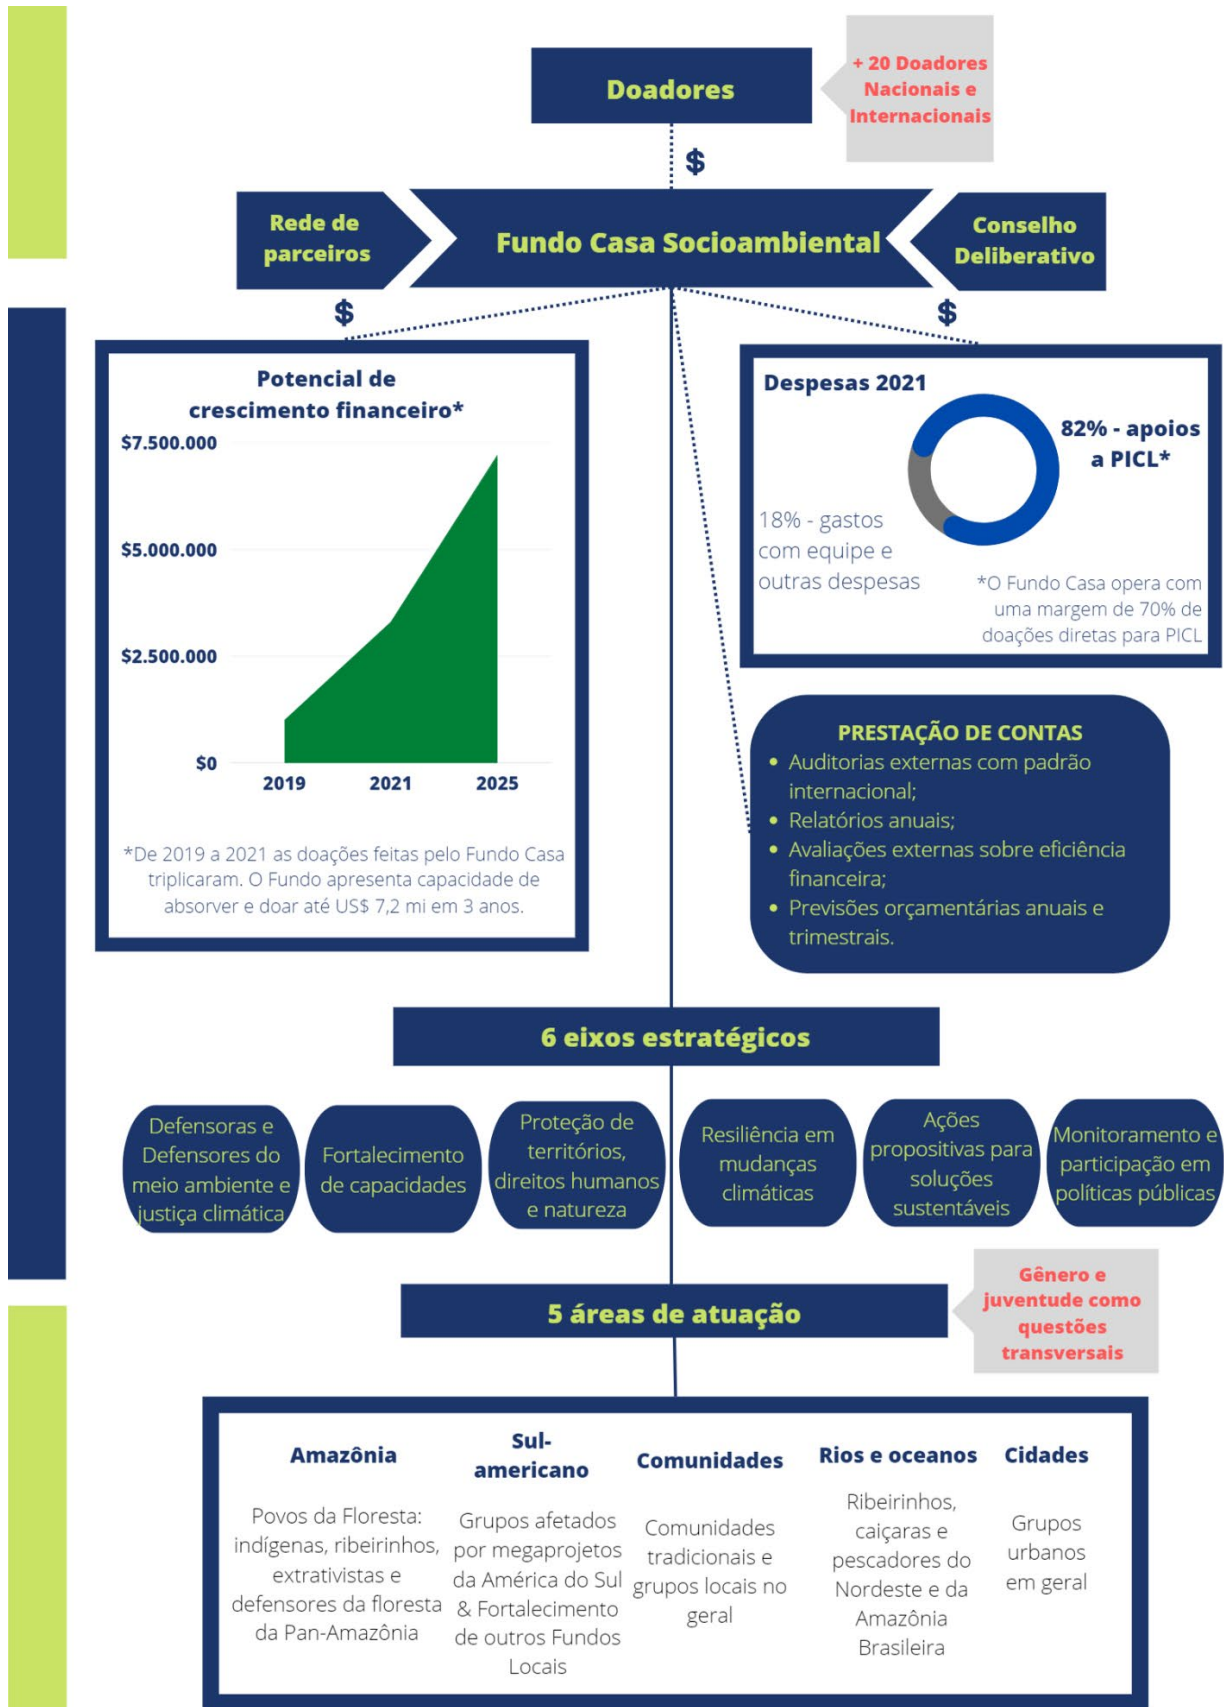 Doadores
+ 20 Doadores
Nacionais e
Internacionais
$
Rede de
parceiros
Fundo Casa Socioambiental
Conselho
Deliberativo
$
$
Potencial de
crescimento financeiro*
$7.500.000
$5.000.000
$2.500.000
$0
2019
2021
2025
*De 2019 a 2021 as doações feitas pelo Fundo Casa
triplicaram. O Fundo apresenta capacidade de
absorver e doar até US$ 7,2 mi em 3 anos.
Despesas 2021
82% - apoios
a PICL*
18% - gastos
com equipe e
outras despesas
*O Fundo Casa opera com
uma margem de 70% de
doações diretas para PICL
PRESTAÇÃO DE CONTAS
• Auditorias externas com padrão
internacional;
• Relatórios anuais;
• Avaliações externas sobre eficiência
financeira;
• Previsões orçamentárias anuais e
trimestrais.
6 eixos estratégicos
Defensoras e
Defensores do
meio ambiente e
justiça climática
Fortalecimento
de capacidades
Proteção de
territórios,
direitos humanos
e natureza
Resiliência em
mudanças
climáticas
Ações
propositivas para
soluções
sustentáveis
Monitoramento e
participação em
políticas públicas
5 áreas de atuação
Gênero e
juventude como
questões
transversais
Amazônia
Povos da Floresta:
indígenas, ribeirinhos,
extrativistas e
defensores da floresta
da Pan-Amazônia
Sul-
americano
Grupos afetados
por megaprojetos
da América do Sul
& Fortalecimento
de outros Fundos
Locais
Comunidades
Comunidades
tradicionais e
grupos locais no
geral
Rios e oceanos
Ribeirinhos,
caiçaras e
pescadores do
Nordeste e da
Amazônia
Brasileira
Cidades
Grupos
urbanos
em geral